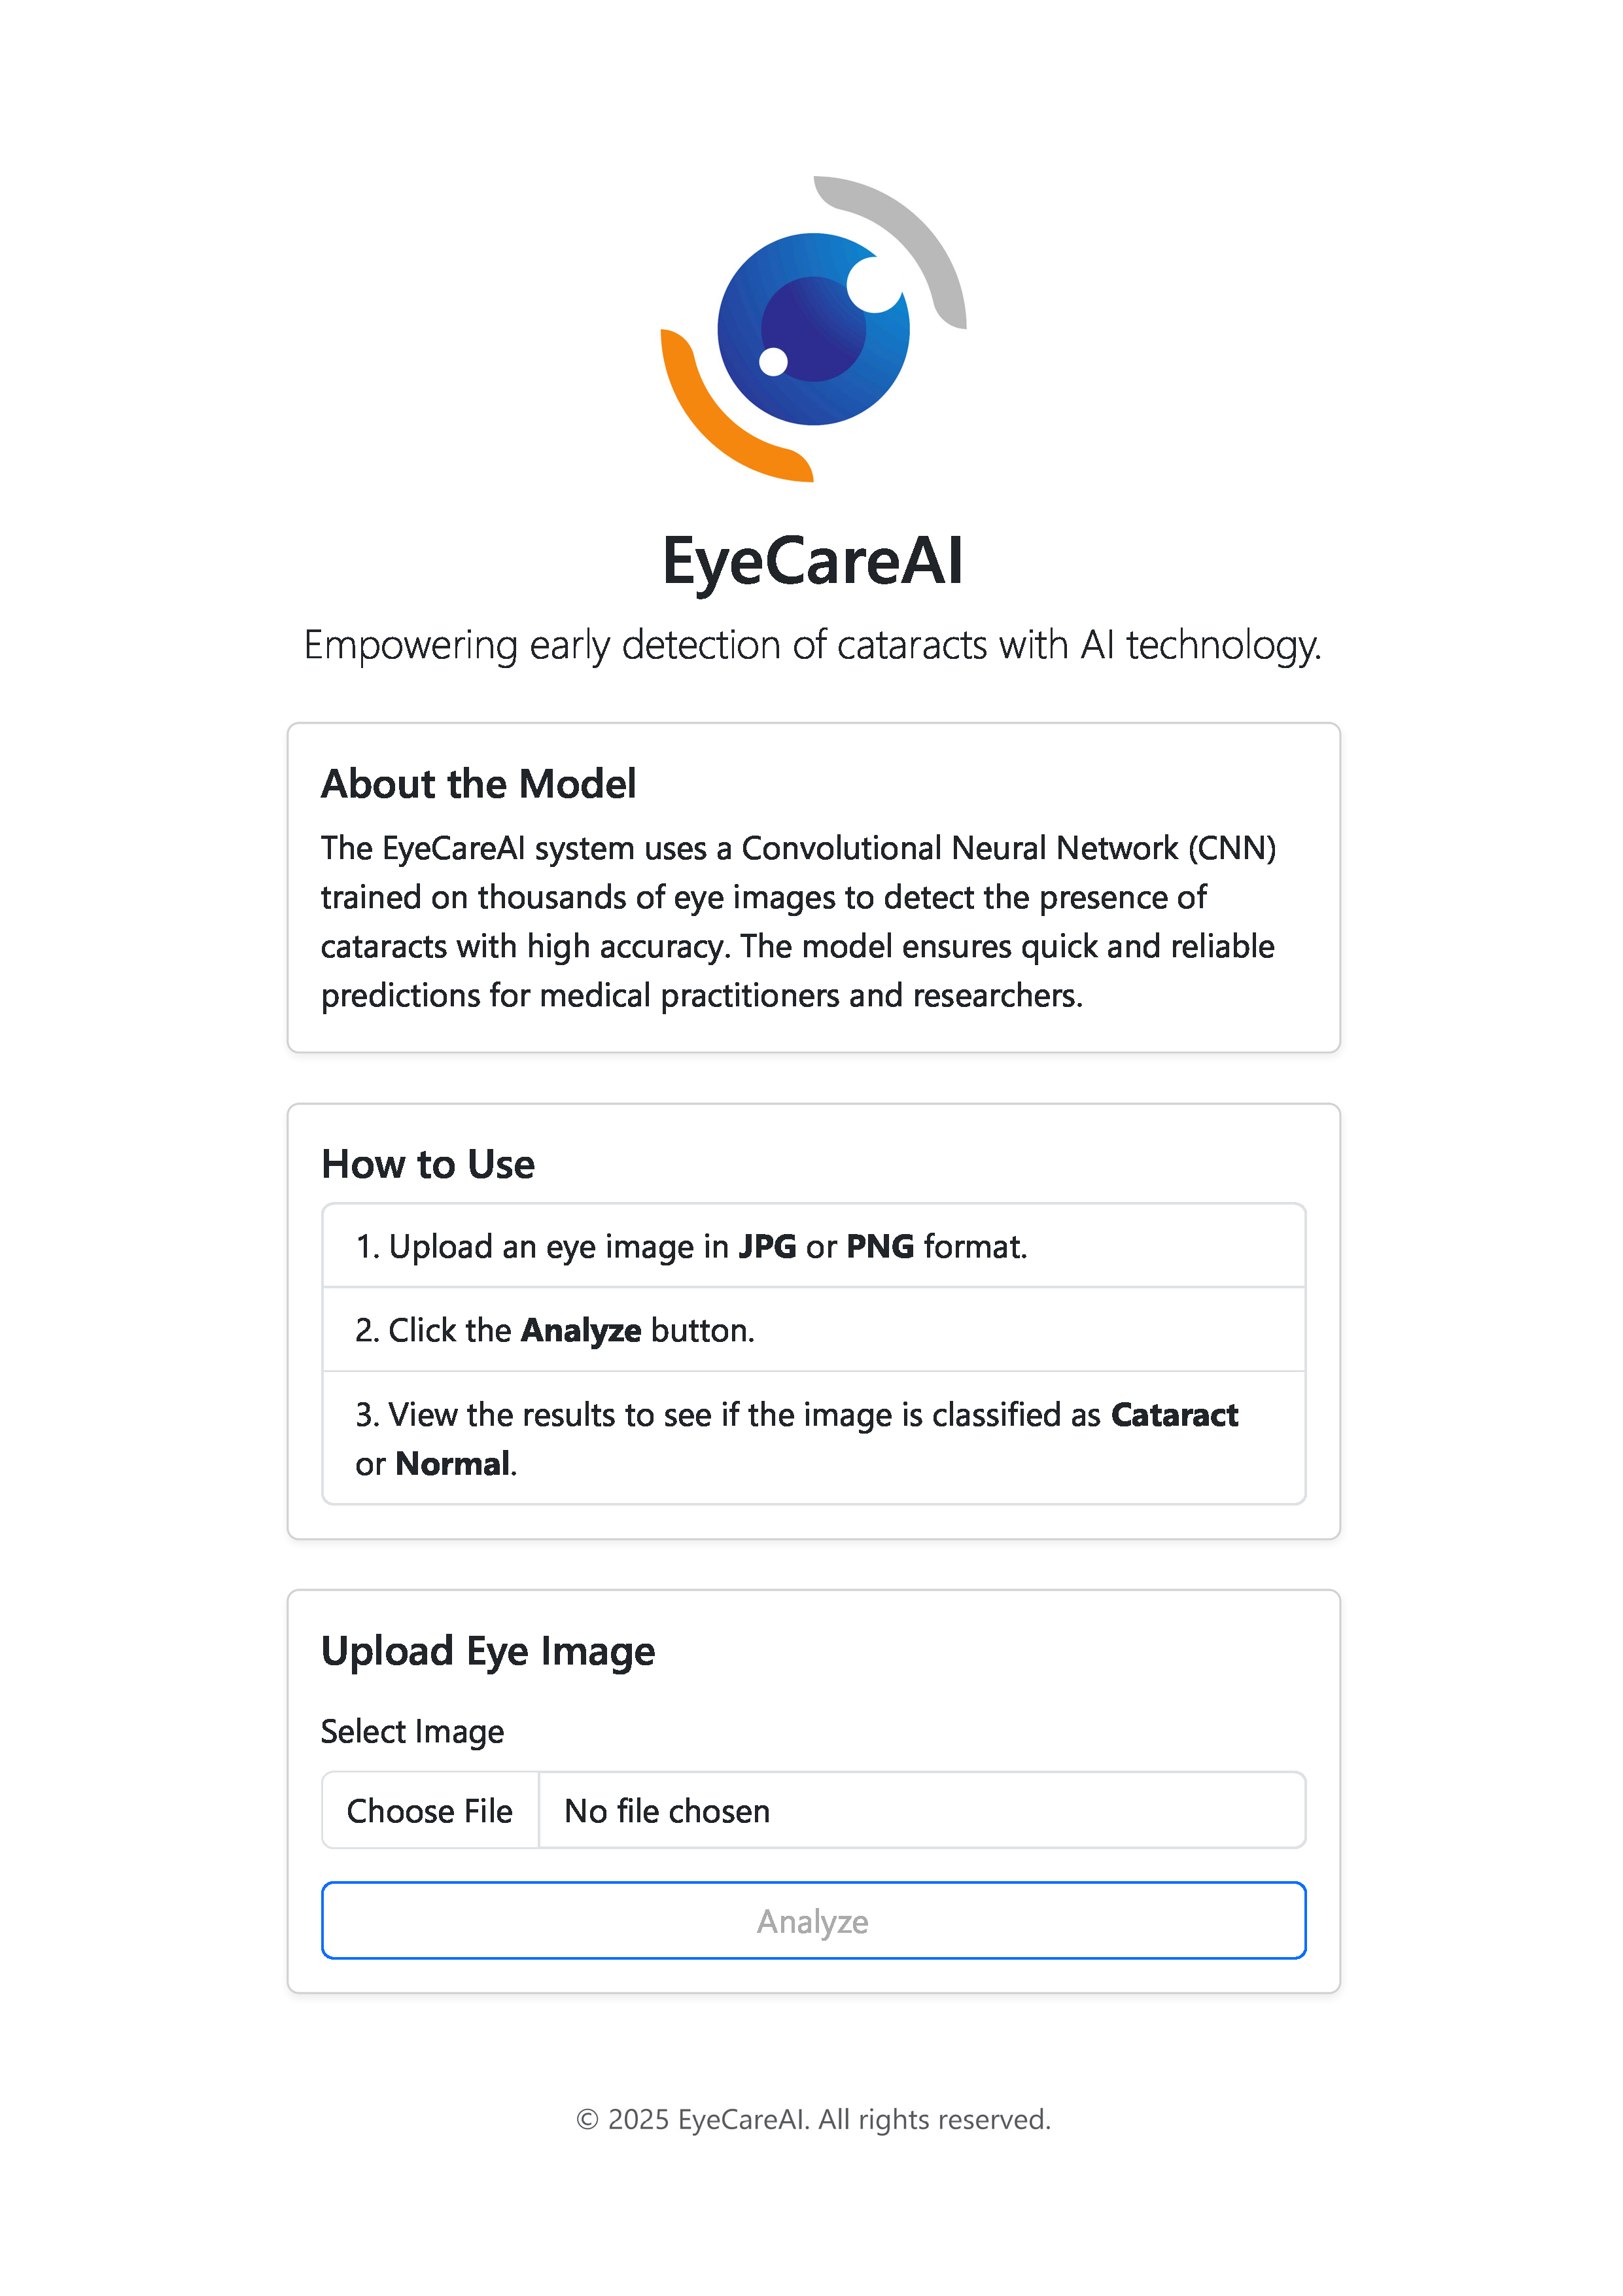 EyeCareAI
Empowering early detection of cataracts with AI technology.
About the Model
The EyeCareAI system uses a Convolutional Neural Network (CNN)
trained on thousands of eye images to detect the presence of
cataracts with high accuracy. The model ensures quick and reliable
predictions for medical practitioners and researchers.
How to Use
1. Upload an eye image in JPG or PNG format.
2. Click the Analyze button.
3. View the results to see if the image is classified as Cataract
or Normal.
Upload Eye Image
Select Image
Choose File No file chosen
Analyze
© 2025 EyeCareAI. All rights reserved.